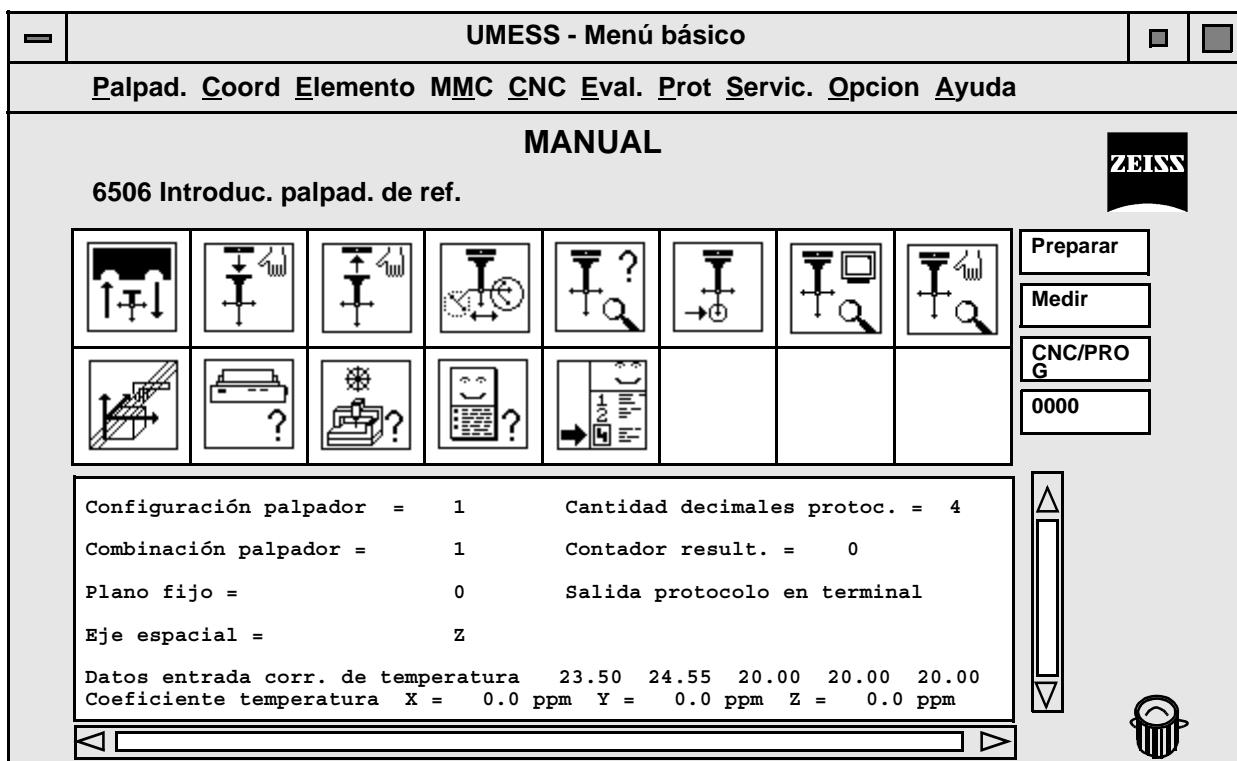 UMESS - Menú básico
Palpad. Coord Elemento MMC CNC Eval. Prot Servic. Opcion Ayuda
MANUAL
ZEISS
6506 Introduc. palpad. de ref.
Preparar
Medir
CNC/PRO
G
0000
?
? ? ? 1 2 4
Configuración palpador = 1 Cantidad decimales protoc. = 4
Combinación palpador = 1 Contador result. = 0
Plano fijo = 0 Salida protocolo en terminal
Eje espacial = Z
Datos entrada corr. de temperatura 23.50 24.55 20.00 20.00 20.00
Coeficiente temperatura X = 0.0 ppm Y = 0.0 ppm Z = 0.0 ppm